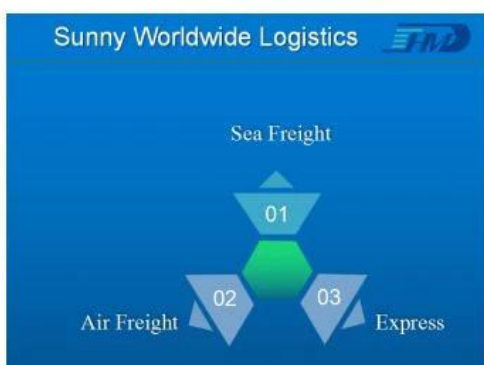 Sunny Worldwide Logistics
Sea Freight
01
02
03
Air Freight
Express